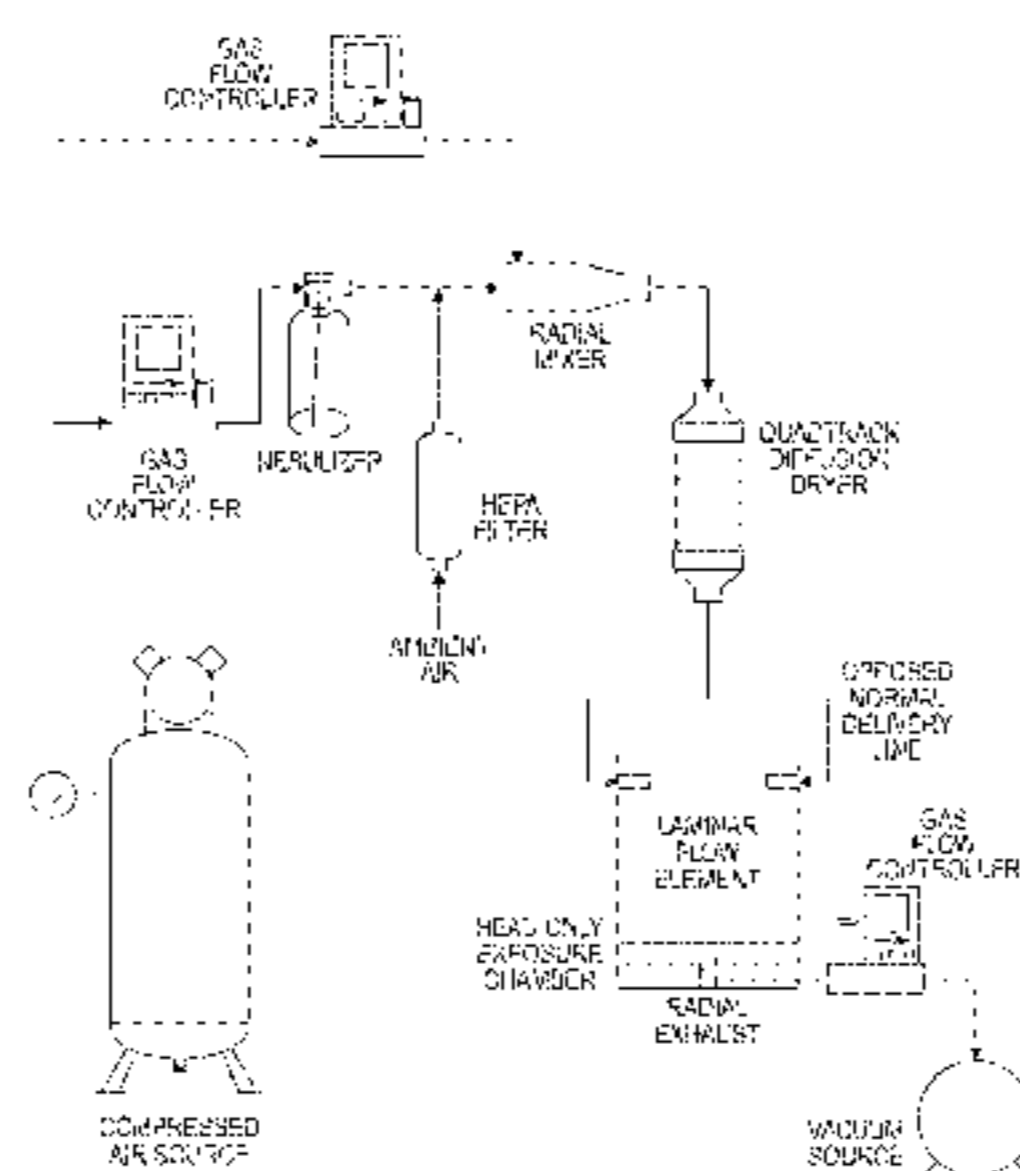 GAS
FLOW
CONTROLLER
RADIAL
MIXER
GAS
FLOW
CONTROLLER
NEBULIZER
HEPA
FILTER
QUADTRACK
DIFFUSION
DRYER
AMBIENT
AIR
OPPOSED
NORMAL
DELIVERY
LINE
LAMINAR
FLOW
ELEMENT
GAS
FLOW
CONTROLLER
HEAD ONLY
EXPOSURE
CHAMBER
RADIAL
EXHAUST
COMPRESSED
AIR SOURCE
VACUUM
SOURCE